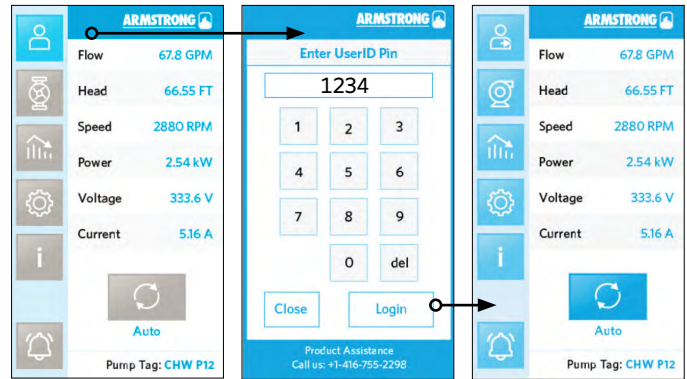 ARMSTRONG
Flow 67.8 GPM
Head 66.55 FT
Speed 2880 RPM
Power 2.54 kW
Voltage 333.6 V
Current 5.16 A
i
Auto
Pump Tag: CHW P12
ARMSTRONG
Enter UserID Pin
1234
1 2 3
4 5 6
7 8 9
0 del
Close Login
Product Assistance
Call us: +1-416-755-2298
ARMSTRONG
Flow 67.8 GPM
Head 66.55 FT
Speed 2880 RPM
Power 2.54 kW
Voltage 333.6 V
Current 5.16 A
i
Auto
Pump Tag: CHW P12